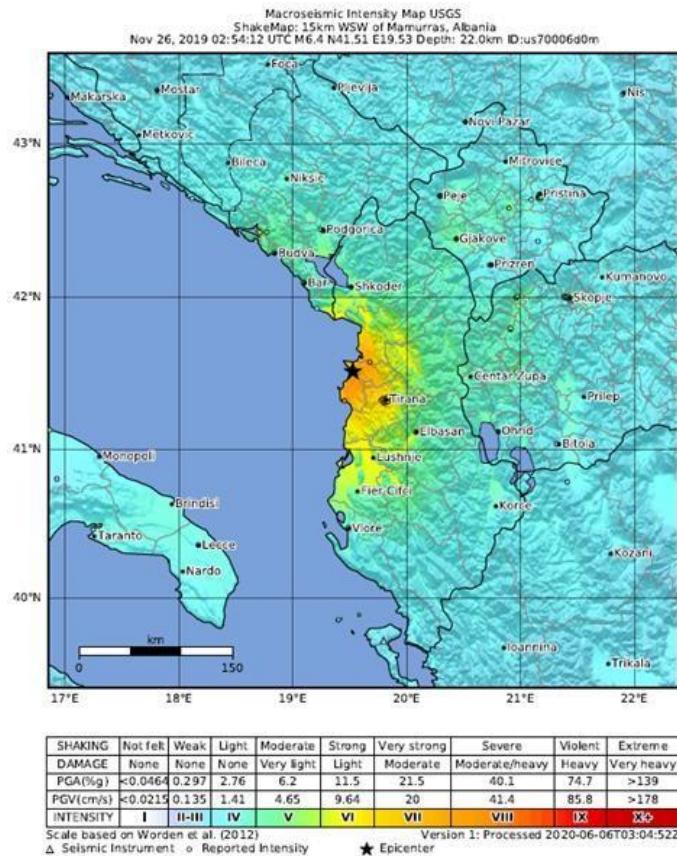 Macroseismic Intensity Map USGS
ShakeMap: 15km WSW of Mamurras, Albania
Nov 26, 2019 02:54:12 UTC M6.4 N41.51 E19.53 Depth: 22.0km ID:us70006d0m
Foca
Mostar
Pljevlja
Makarska
Nis
Novi Pazar
Metkovic
43°N
Mitrovice
Bileca
Niksic
Peje
Pristina
Podgorica
Gjakove
Budva
Prizren
Kumanovo
Bar
Shkoder
42°N
Skopje
Centar Zupa
Tirana
Prilep
Elbasan
Ohrid
Bitola
41°N
Monopoli
Lushnje
Fier-Cifci
Brindisi
Korce
Taranto
Vlore
Lecce
Kozani
Nardo
40°N
km
0 150
Ioannina
Trikala
17°E 18°E 19°E 20°E 21°E 22°E
SHAKING Not felt Weak Light Moderate Strong Very strong Severe Violent Extreme
DAMAGE None None None Very light Light Moderate Moderate/heavy Heavy Very heavy
PGA(%g) <0.0464 0.297 2.76 6.2 11.5 21.5 40.1 74.7 >139
PGV(cm/s) <0.0215 0.135 1.41 4.65 9.64 20 41.4 85.8 >178
INTENSITY I II-III IV V VI VII VIII IX X+
Scale based on Worden et al. (2012) Version 1: Processed 2020-06-06T03:04:52Z
△ Seismic Instrument ○ Reported Intensity ★ Epicenter